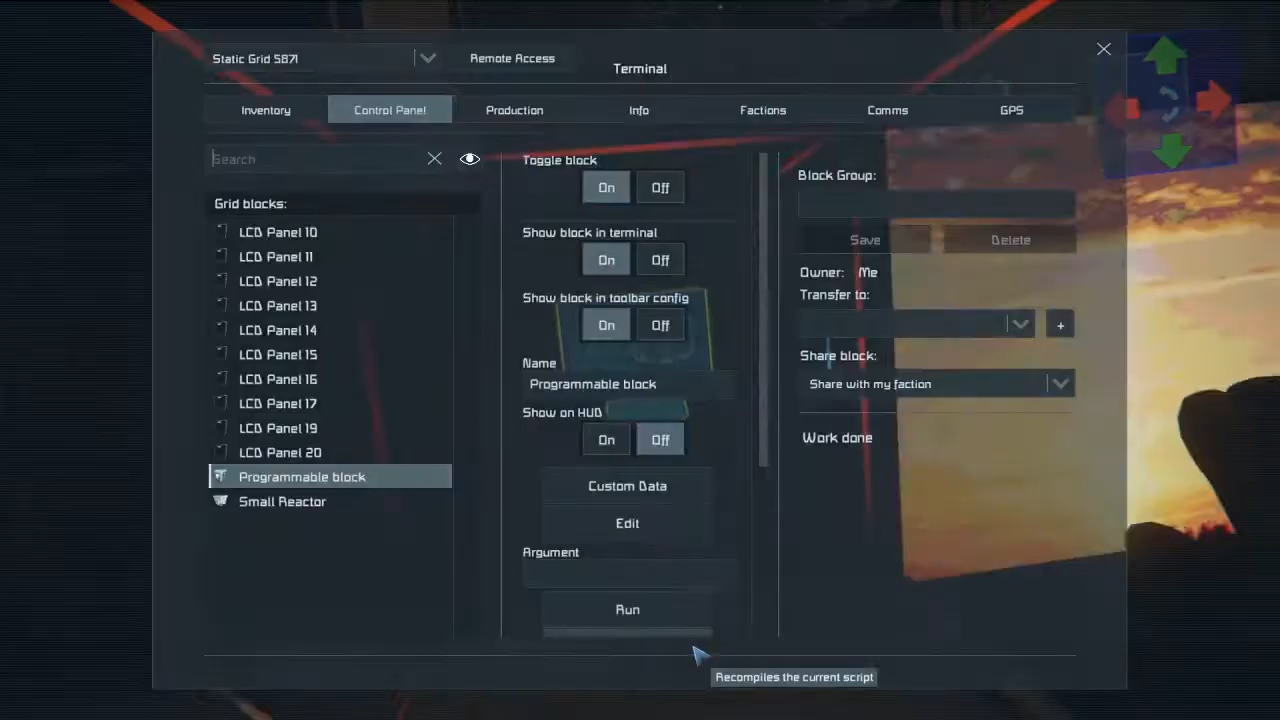 Static Grid 5871
Remote Access
Terminal
Inventory
Control Panel
Production
Info
Factions
Comms
GPS
Search
Grid blocks:
LCD Panel 10
LCD Panel 11
LCD Panel 12
LCD Panel 13
LCD Panel 14
LCD Panel 15
LCD Panel 16
LCD Panel 17
LCD Panel 19
LCD Panel 20
Programmable block
Small Reactor
Toggle block
On Off
Show block in terminal
On Off
Show block in toolbar config
On Off
Name
Programmable block
Show on HUD
On Off
Custom Data
Edit
Argument
Run
Recompiles the current script
Block Group:
Save Delete
Owner: Me
Transfer to:
+
Share block:
Share with my faction
Work done